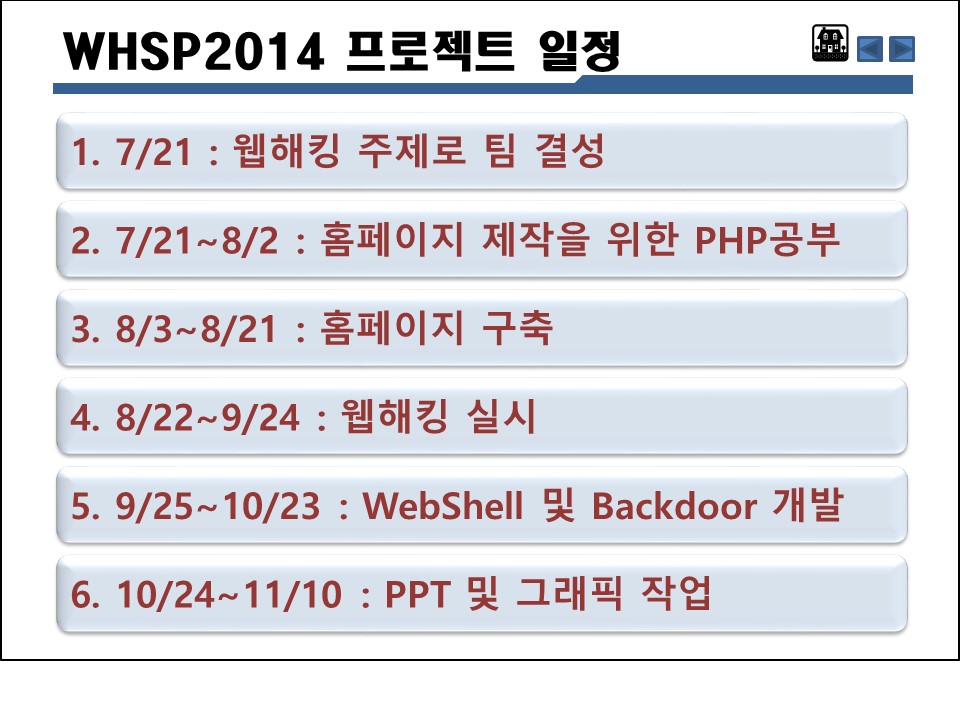 WHSP2014 프로젝트 일정
1. 7/21 : 웹해킹 주제로 팀 결성
2. 7/21~8/2 : 홈페이지 제작을 위한 PHP공부
3. 8/3~8/21 : 홈페이지 구축
4. 8/22~9/24 : 웹해킹 실시
5. 9/25~10/23 : WebShell 및 Backdoor 개발
6. 10/24~11/10 : PPT 및 그래픽 작업